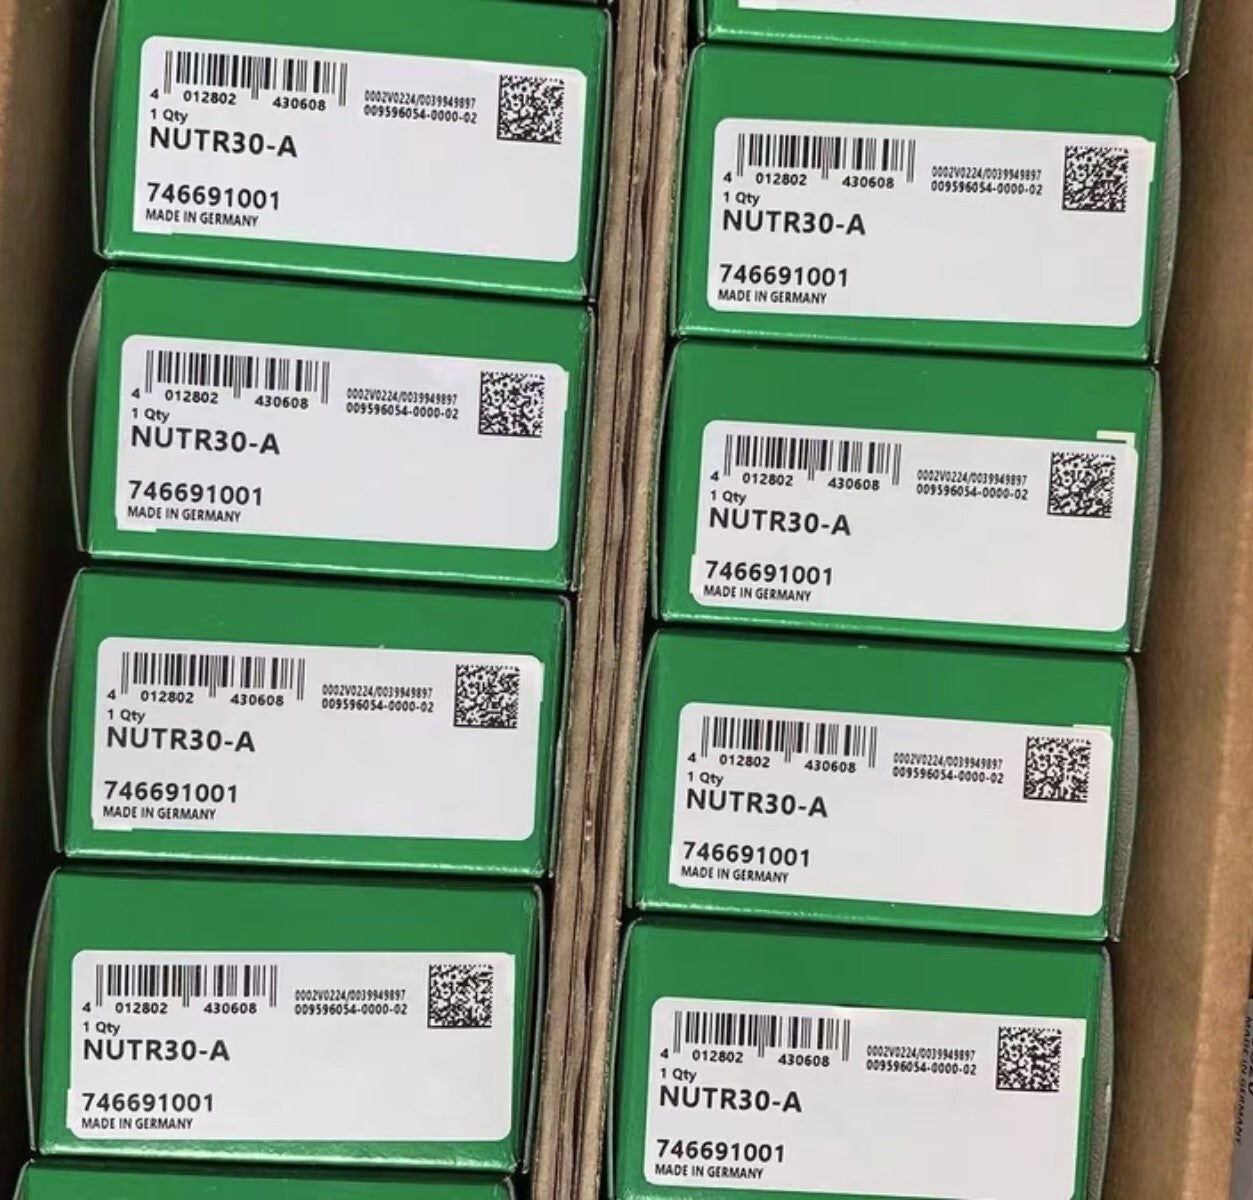 4 012802 430608
0002V0224/0039949897
009596054-0000-02
1 Qty
NUTR30-A
746691001
MADE IN GERMANY
4 012802 430608
0002V0224/0039949897
009596054-0000-02
1 Qty
NUTR30-A
746691001
MADE IN GERMANY
4 012802 430608
0002V0224/0039949897
009596054-0000-02
1 Qty
NUTR30-A
746691001
MADE IN GERMANY
4 012802 430608
0002V0224/0039949897
009596054-0000-02
1 Qty
NUTR30-A
746691001
MADE IN GERMANY
4 012802 430608
0002V0224/0039949897
009596054-0000-02
1 Qty
NUTR30-A
746691001
MADE IN GERMANY
4 012802 430608
0002V0224/0039949897
009596054-0000-02
1 Qty
NUTR30-A
746691001
MADE IN GERMANY
4 012802 430608
0002V0224/0039949897
009596054-0000-02
1 Qty
NUTR30-A
746691001
MADE IN GERMANY
4 012802 430608
0002V0224/0039949897
009596054-0000-02
1 Qty
NUTR30-A
746691001
MADE IN GERMANY